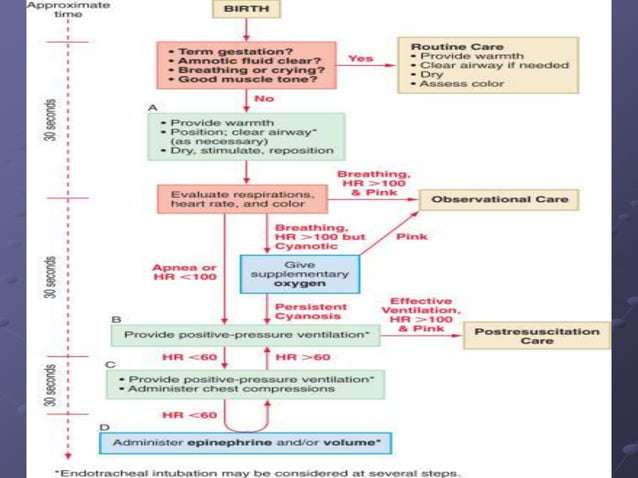 Approximate
time
BIRTH
• Term gestation?
• Amnotic fluid clear?
• Breathing or crying?
• Good muscle tone?
Yes
Routine Care
• Provide warmth
• Clear airway if needed
• Dry
• Assess color
30 seconds
No
A
• Provide warmth
• Position; clear airway*
(as necessary)
• Dry, stimulate, reposition
Evaluate respirations,
heart rate, and color
Breathing,
HR >100
& Pink
Observational Care
30 seconds
Apnea or
HR <100
Breathing,
HR >100 but
Cyanotic
Pink
Give
supplementary
oxygen
Persistent
Cyanosis
B
Provide positive-pressure ventilation*
Effective
Ventilation,
HR >100
& Pink
Postresuscitation
Care
HR <60
HR >60
30 seconds
C
• Provide positive-pressure ventilation*
• Administer chest compressions
HR <60
D
Administer epinephrine and/or volume*
*Endotracheal intubation may be considered at several steps.